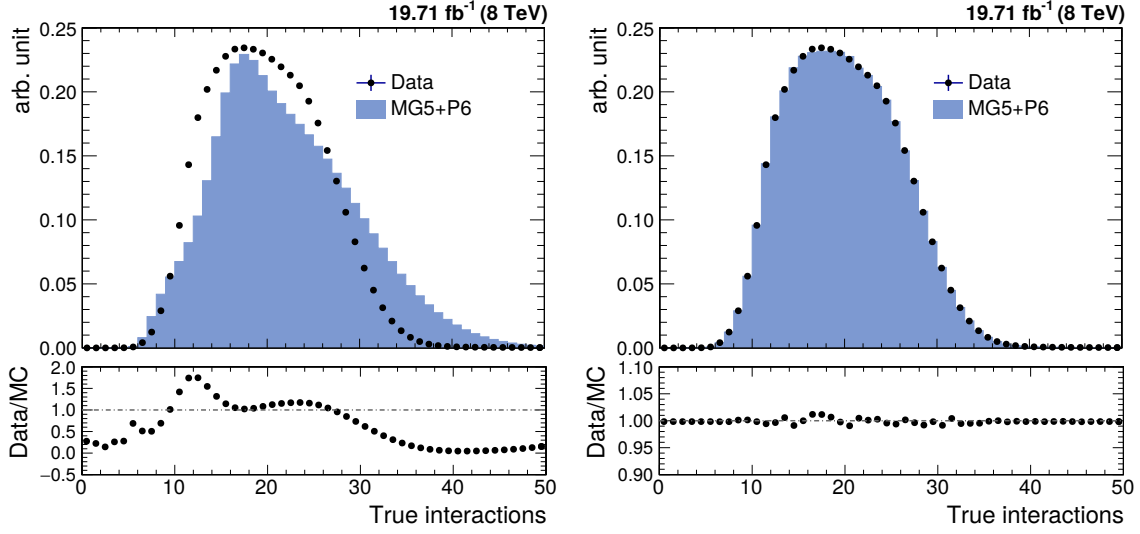 19.71 fb⁻¹ (8 TeV)
arb. unit
0.25
0.20
0.15
0.10
0.05
0.00
Data
MG5+P6
Data/MC
2.0
1.5
1.0
0.5
0.0
−0.5
0 10 20 30 40 50
True interactions
19.71 fb⁻¹ (8 TeV)
arb. unit
0.25
0.20
0.15
0.10
0.05
0.00
Data
MG5+P6
Data/MC
1.10
1.05
1.00
0.95
0.90
0 10 20 30 40 50
True interactions